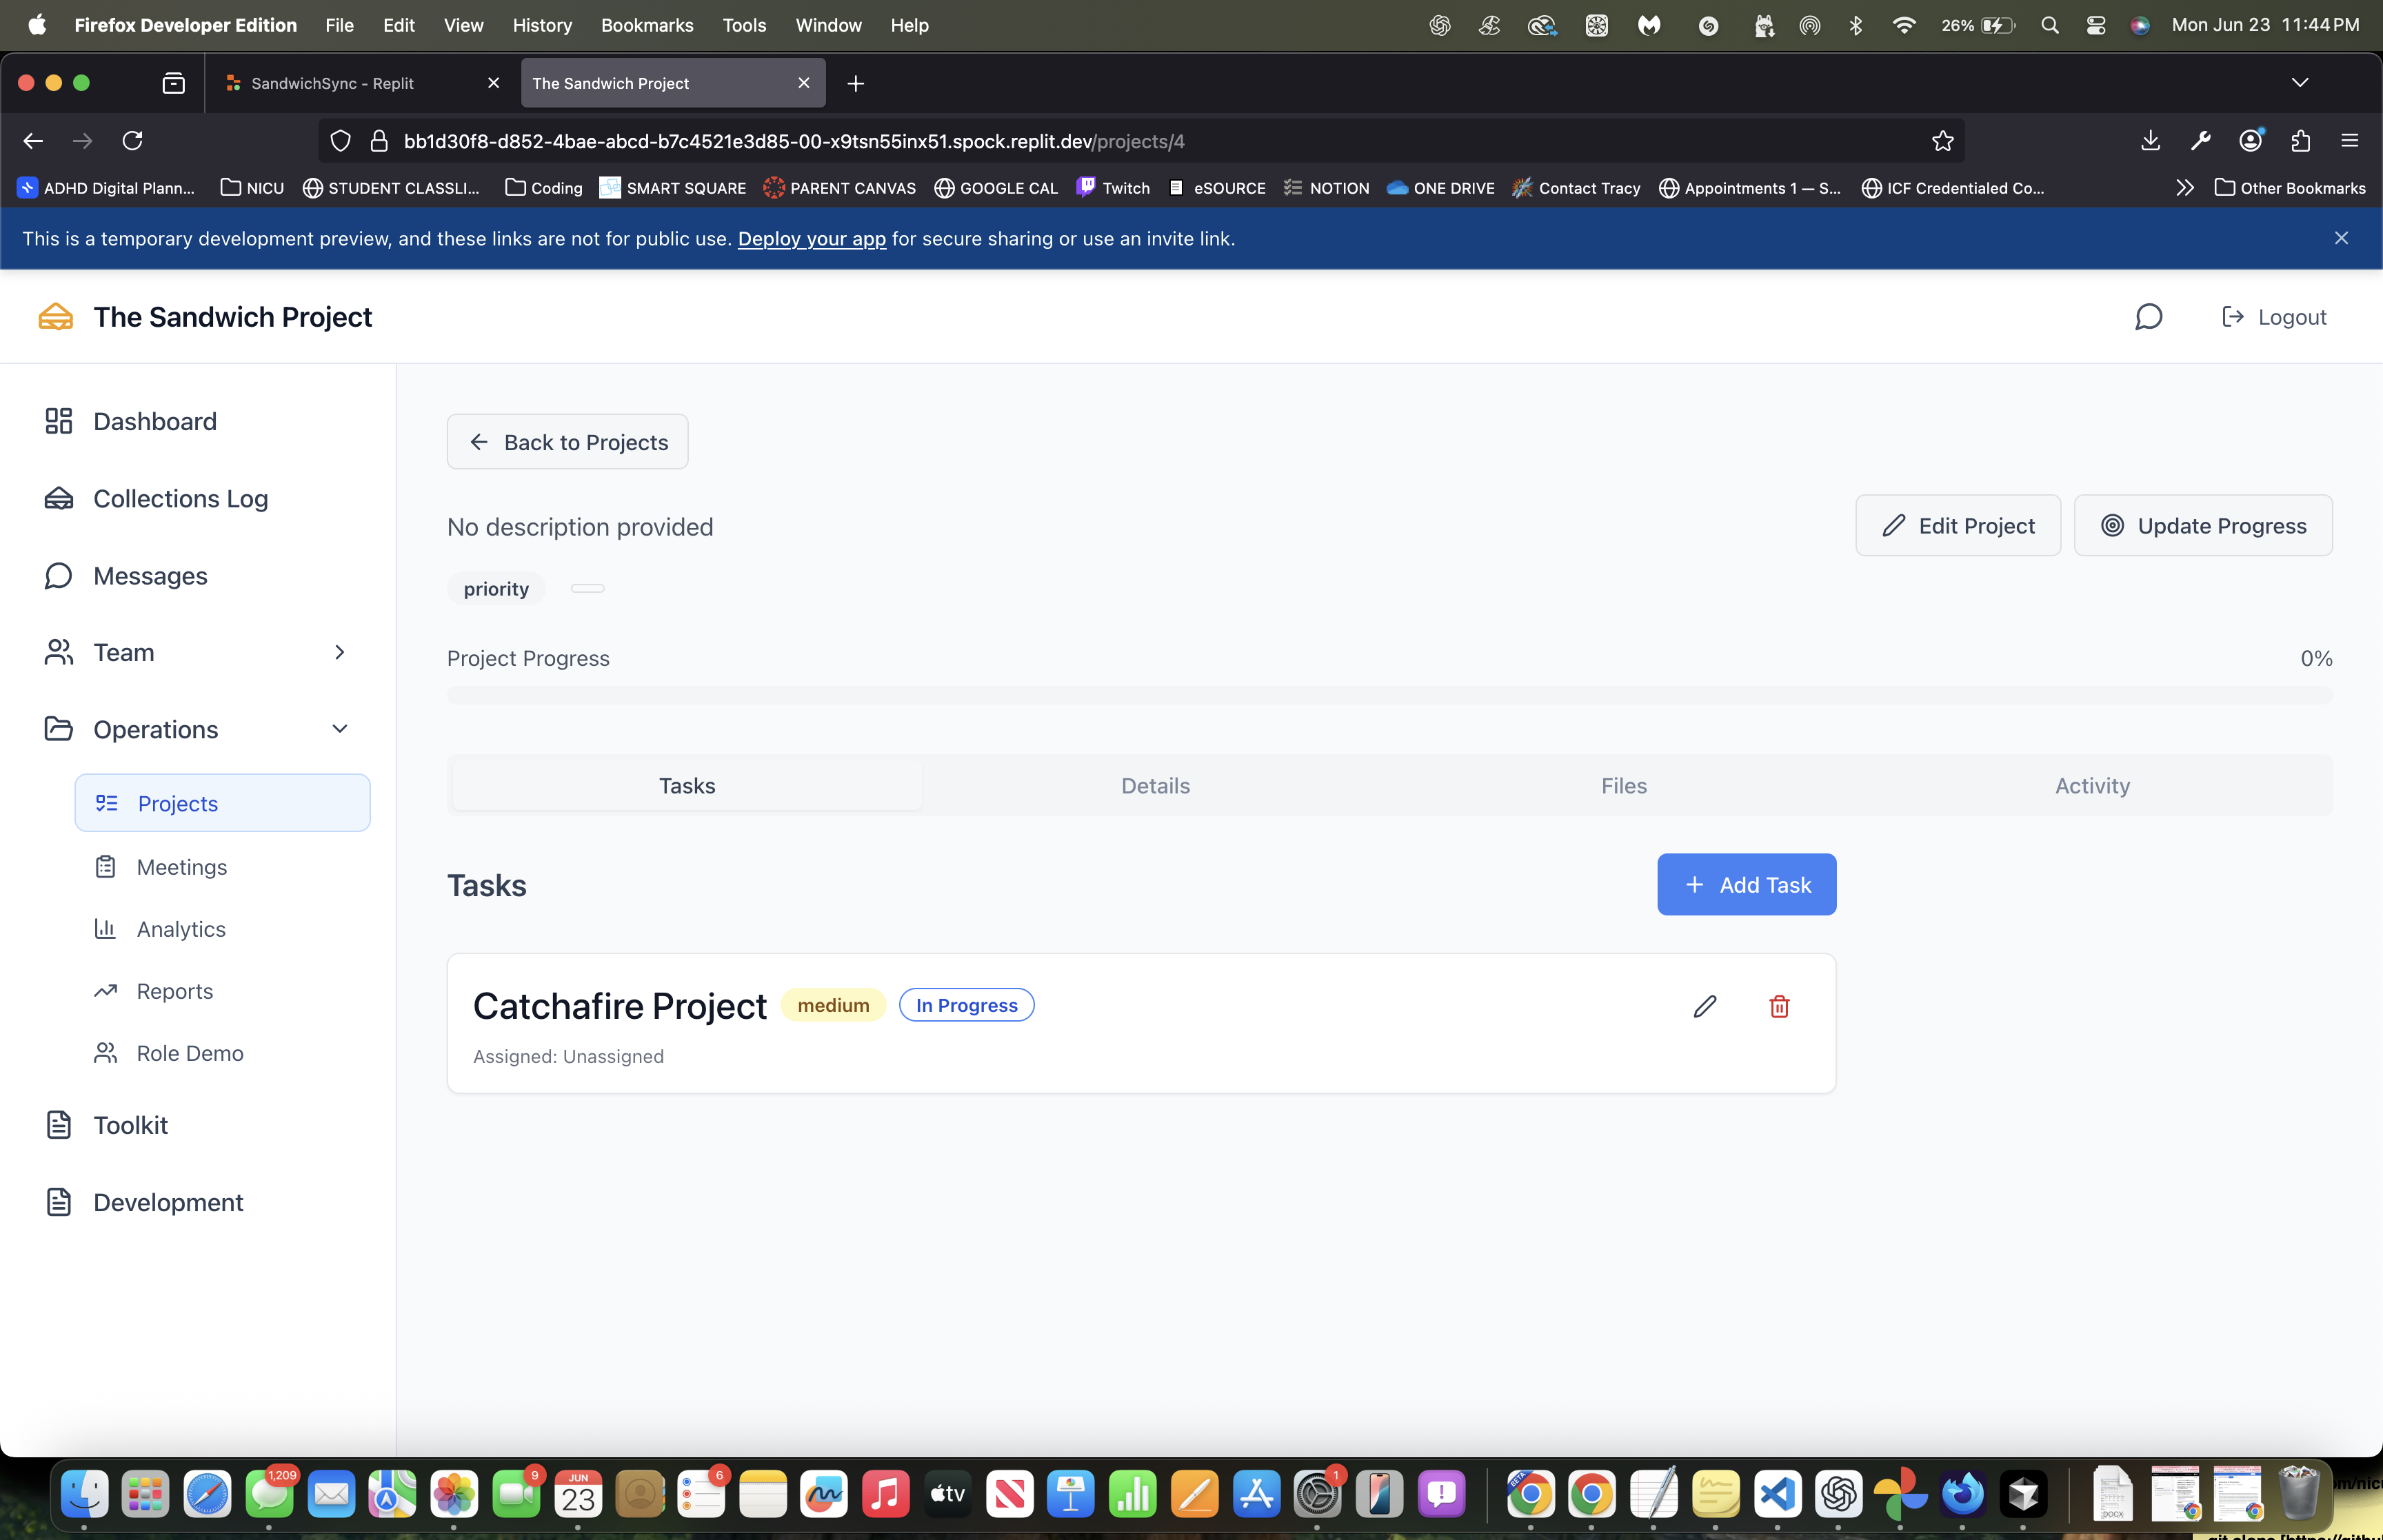 Firefox Developer Edition File Edit View History Bookmarks Tools Window Help 26% Mon Jun 23 11:44 PM
SandwichSync - Replit The Sandwich Project
bb1d30f8-d852-4bae-abcd-b7c4521e3d85-00-x9tsn55inx51.spock.replit.dev/projects/4
ADHD Digital Plann... NICU STUDENT CLASSLI... Coding SMART SQUARE PARENT CANVAS GOOGLE CAL Twitch eSOURCE NOTION ONE DRIVE Contact Tracy Appointments 1 — S... ICF Credentialed Co... Other Bookmarks
This is a temporary development preview, and these links are not for public use. Deploy your app for secure sharing or use an invite link.
The Sandwich Project
Logout
Dashboard
Collections Log
Messages
Team
Operations
Projects
Meetings
Analytics
Reports
Role Demo
Toolkit
Development
Back to Projects
No description provided
Edit Project
Update Progress
priority
Project Progress
0%
Tasks Details Files Activity
Tasks
Add Task
Catchafire Project medium In Progress
Assigned: Unassigned
1,209
9
JUN
23
6
tv
1
BETA
DOCX